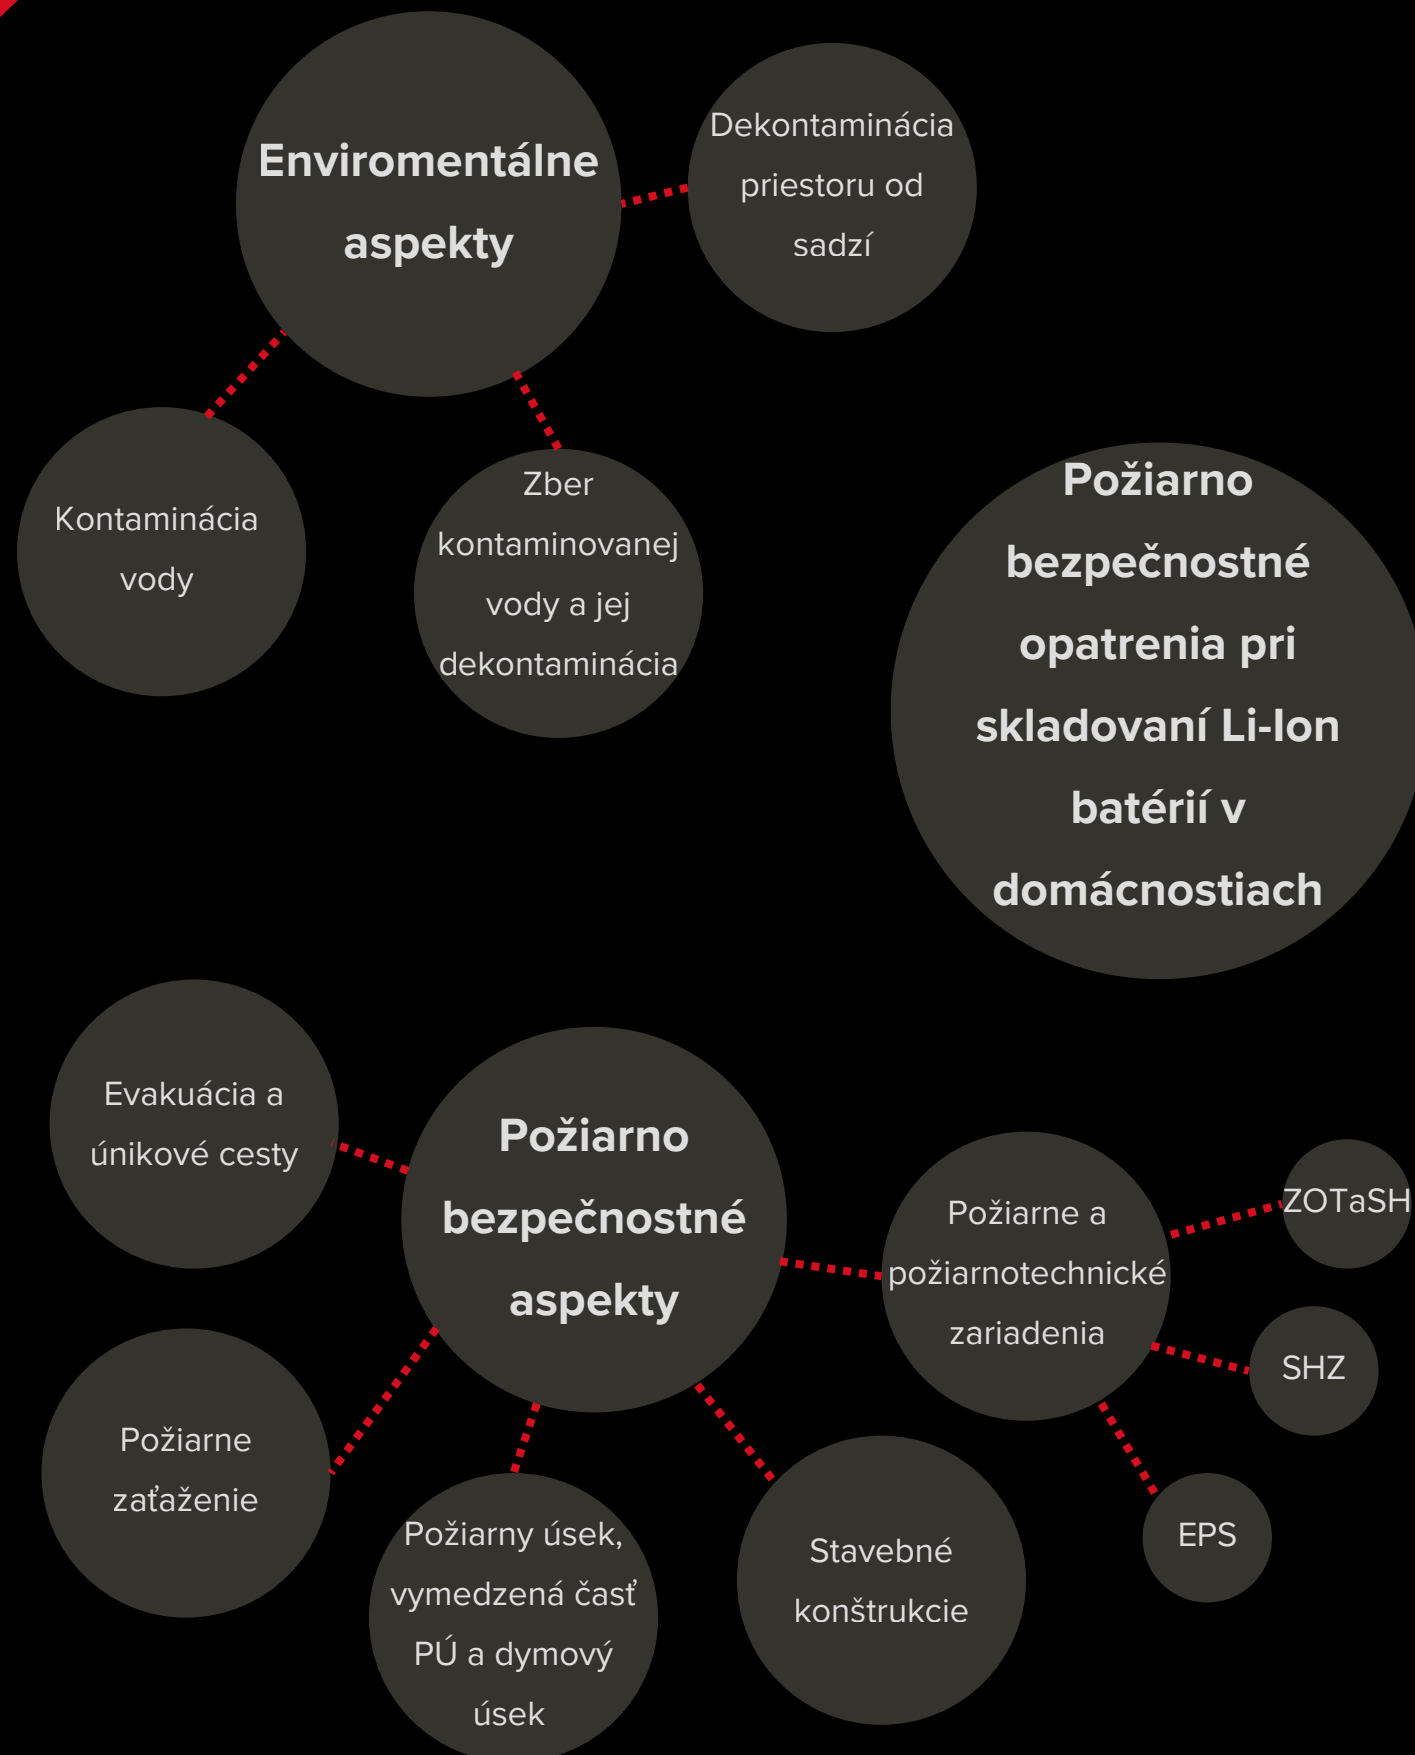 Enviromentálne
aspekty
Dekontaminácia
priestoru od
sadzí
Kontaminácia
vody
Zber
kontaminovanej
vody a jej
dekontaminácia
Požiarno
bezpečnostné
opatrenia pri
skladovaní Li-Ion
batérií v
domácnostiach
Evakuácia a
únikové cesty
Požiarno
bezpečnostné
aspekty
Požiarne a
požiarnotechnické
zariadenia
ZOTaSH
SHZ
EPS
Požiarne
zaťaženie
Požiarny úsek,
vymedzená časť
PÚ a dymový
úsek
Stavebné
konštrukcie